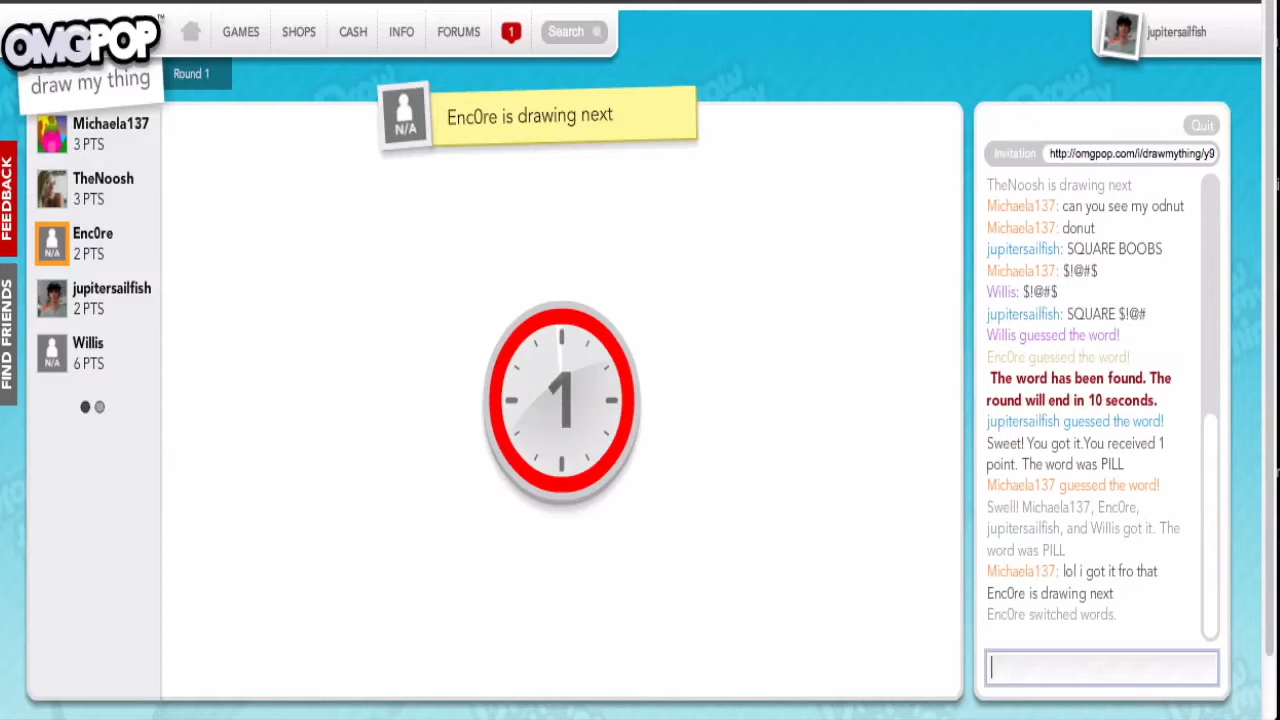 OMGPOP™
draw my thing
GAMES
SHOPS
CASH
INFO
FORUMS
1
Search
jupitersailfish
Round 1
FEEDBACK
FIND FRIENDS
Michaela137
3 PTS
TheNoosh
3 PTS
N/A
Enc0re
2 PTS
jupitersailfish
2 PTS
N/A
Willis
6 PTS
N/A
Enc0re is drawing next
1
Quit
Invitation http://omgpop.com/i/drawmything/y9
TheNoosh is drawing next
Michaela137: can you see my odnut
Michaela137: donut
jupitersailfish: SQUARE BOOBS
Michaela137: $!@#$
Willis: $!@#$
jupitersailfish: SQUARE $!@#
Willis guessed the word!
Enc0re guessed the word!
The word has been found. The
round will end in 10 seconds.
jupitersailfish guessed the word!
Sweet! You got it.You received 1
point. The word was PILL
Michaela137 guessed the word!
Swell! Michaela137, Enc0re,
jupitersailfish, and Willis got it. The
word was PILL
Michaela137: lol i got it fro that
Enc0re is drawing next
Enc0re switched words.